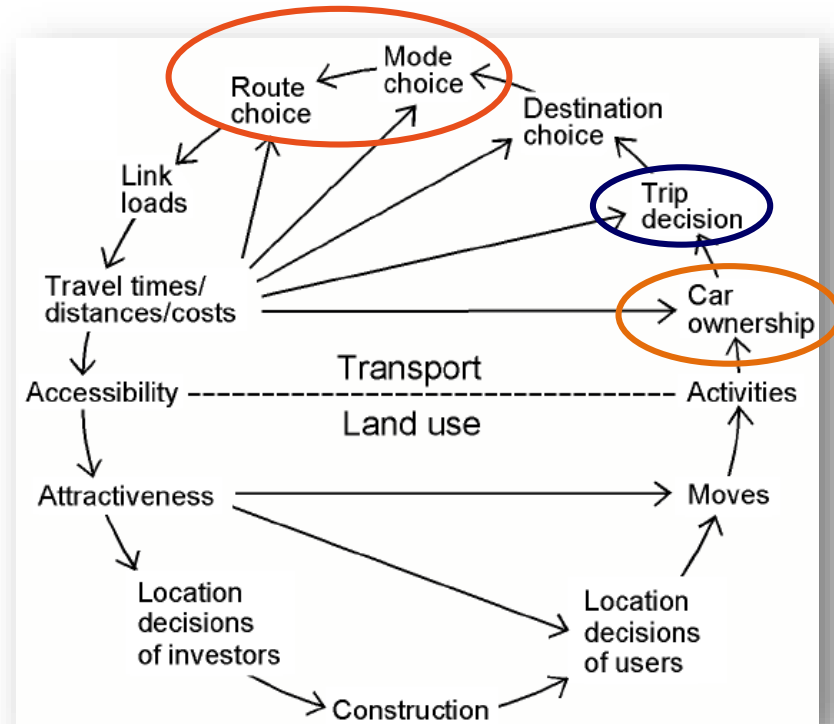 Mode
choice
Route
choice
Destination
choice
Link
loads
Trip
decision
Travel times/
distances/costs
Car
ownership
Transport
Accessibility
Activities
Land use
Attractiveness
Moves
Location
decisions
of investors
Location
decisions
of users
Construction